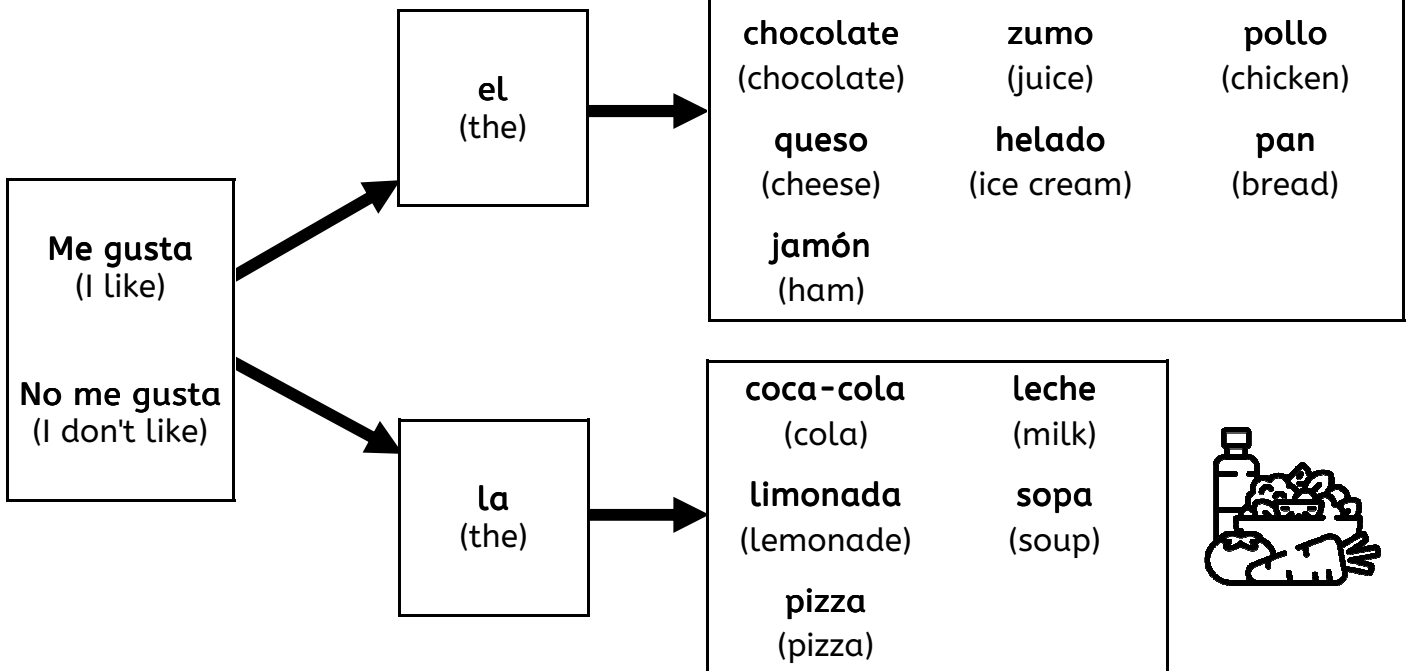 Me gusta
(I like)
No me gusta
(I don't like)
el
(the)
chocolate zumo pollo
(chocolate) (juice) (chicken)
queso helado pan
(cheese) (ice cream) (bread)
jamón
(ham)
la
(the)
coca-cola leche
(cola) (milk)
limonada sopa
(lemonade) (soup)
pizza
(pizza)